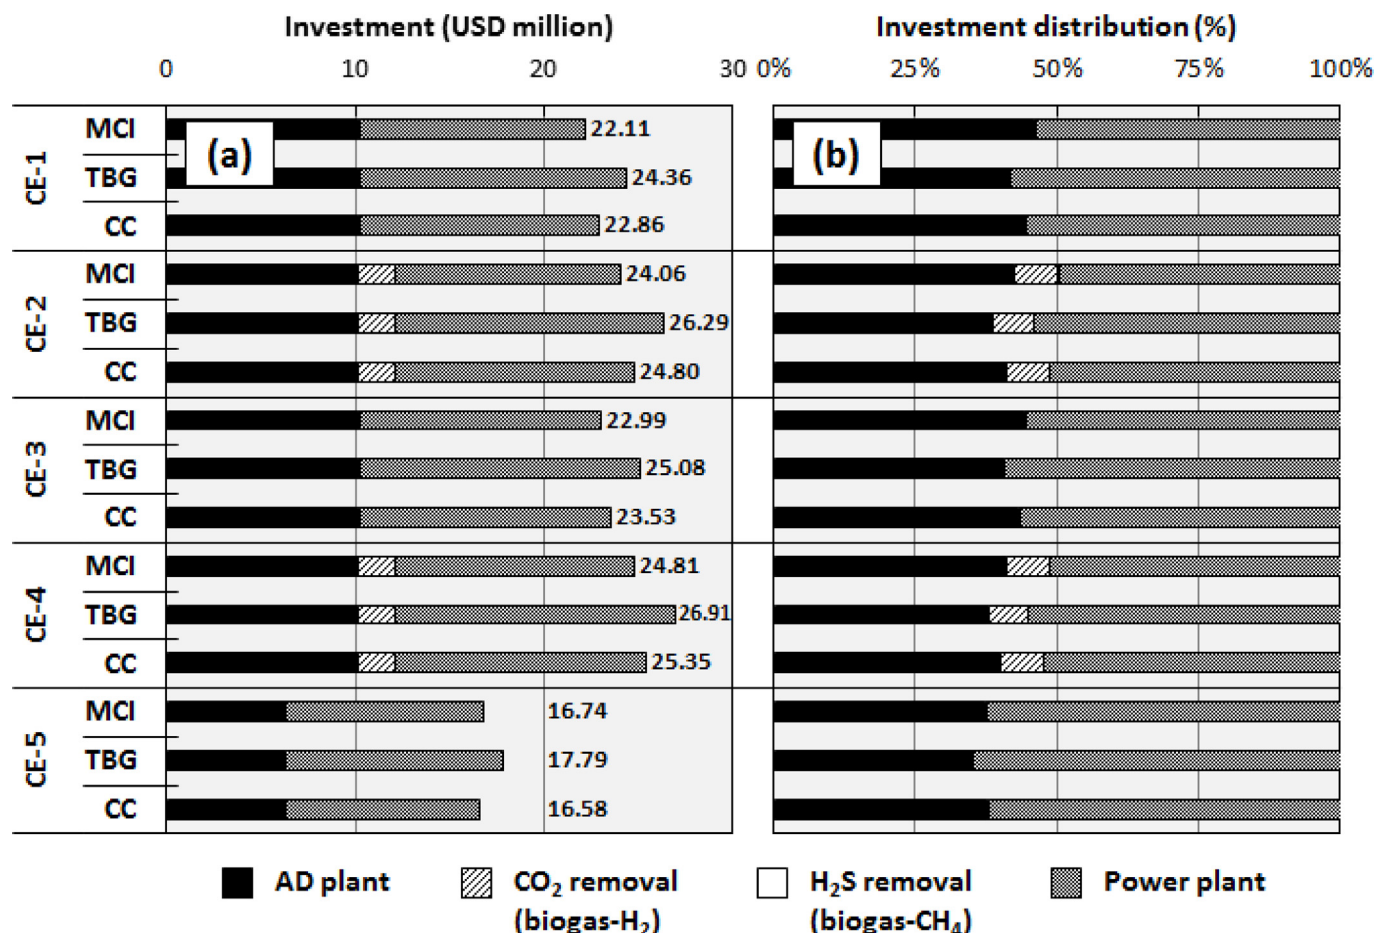 Investment (USD million)
Investment distribution (%)
0 10 20 30 0% 25% 50% 75% 100%
(a) (b)
CE-1
MCI 22.11
TBG 24.36
CC 22.86
CE-2
MCI 24.06
TBG 26.29
CC 24.80
CE-3
MCI 22.99
TBG 25.08
CC 23.53
CE-4
MCI 24.81
TBG 26.91
CC 25.35
CE-5
MCI 16.74
TBG 17.79
CC 16.58
AD plant
CO₂ removal
(biogas-H₂)
H₂S removal
(biogas-CH₄)
Power plant